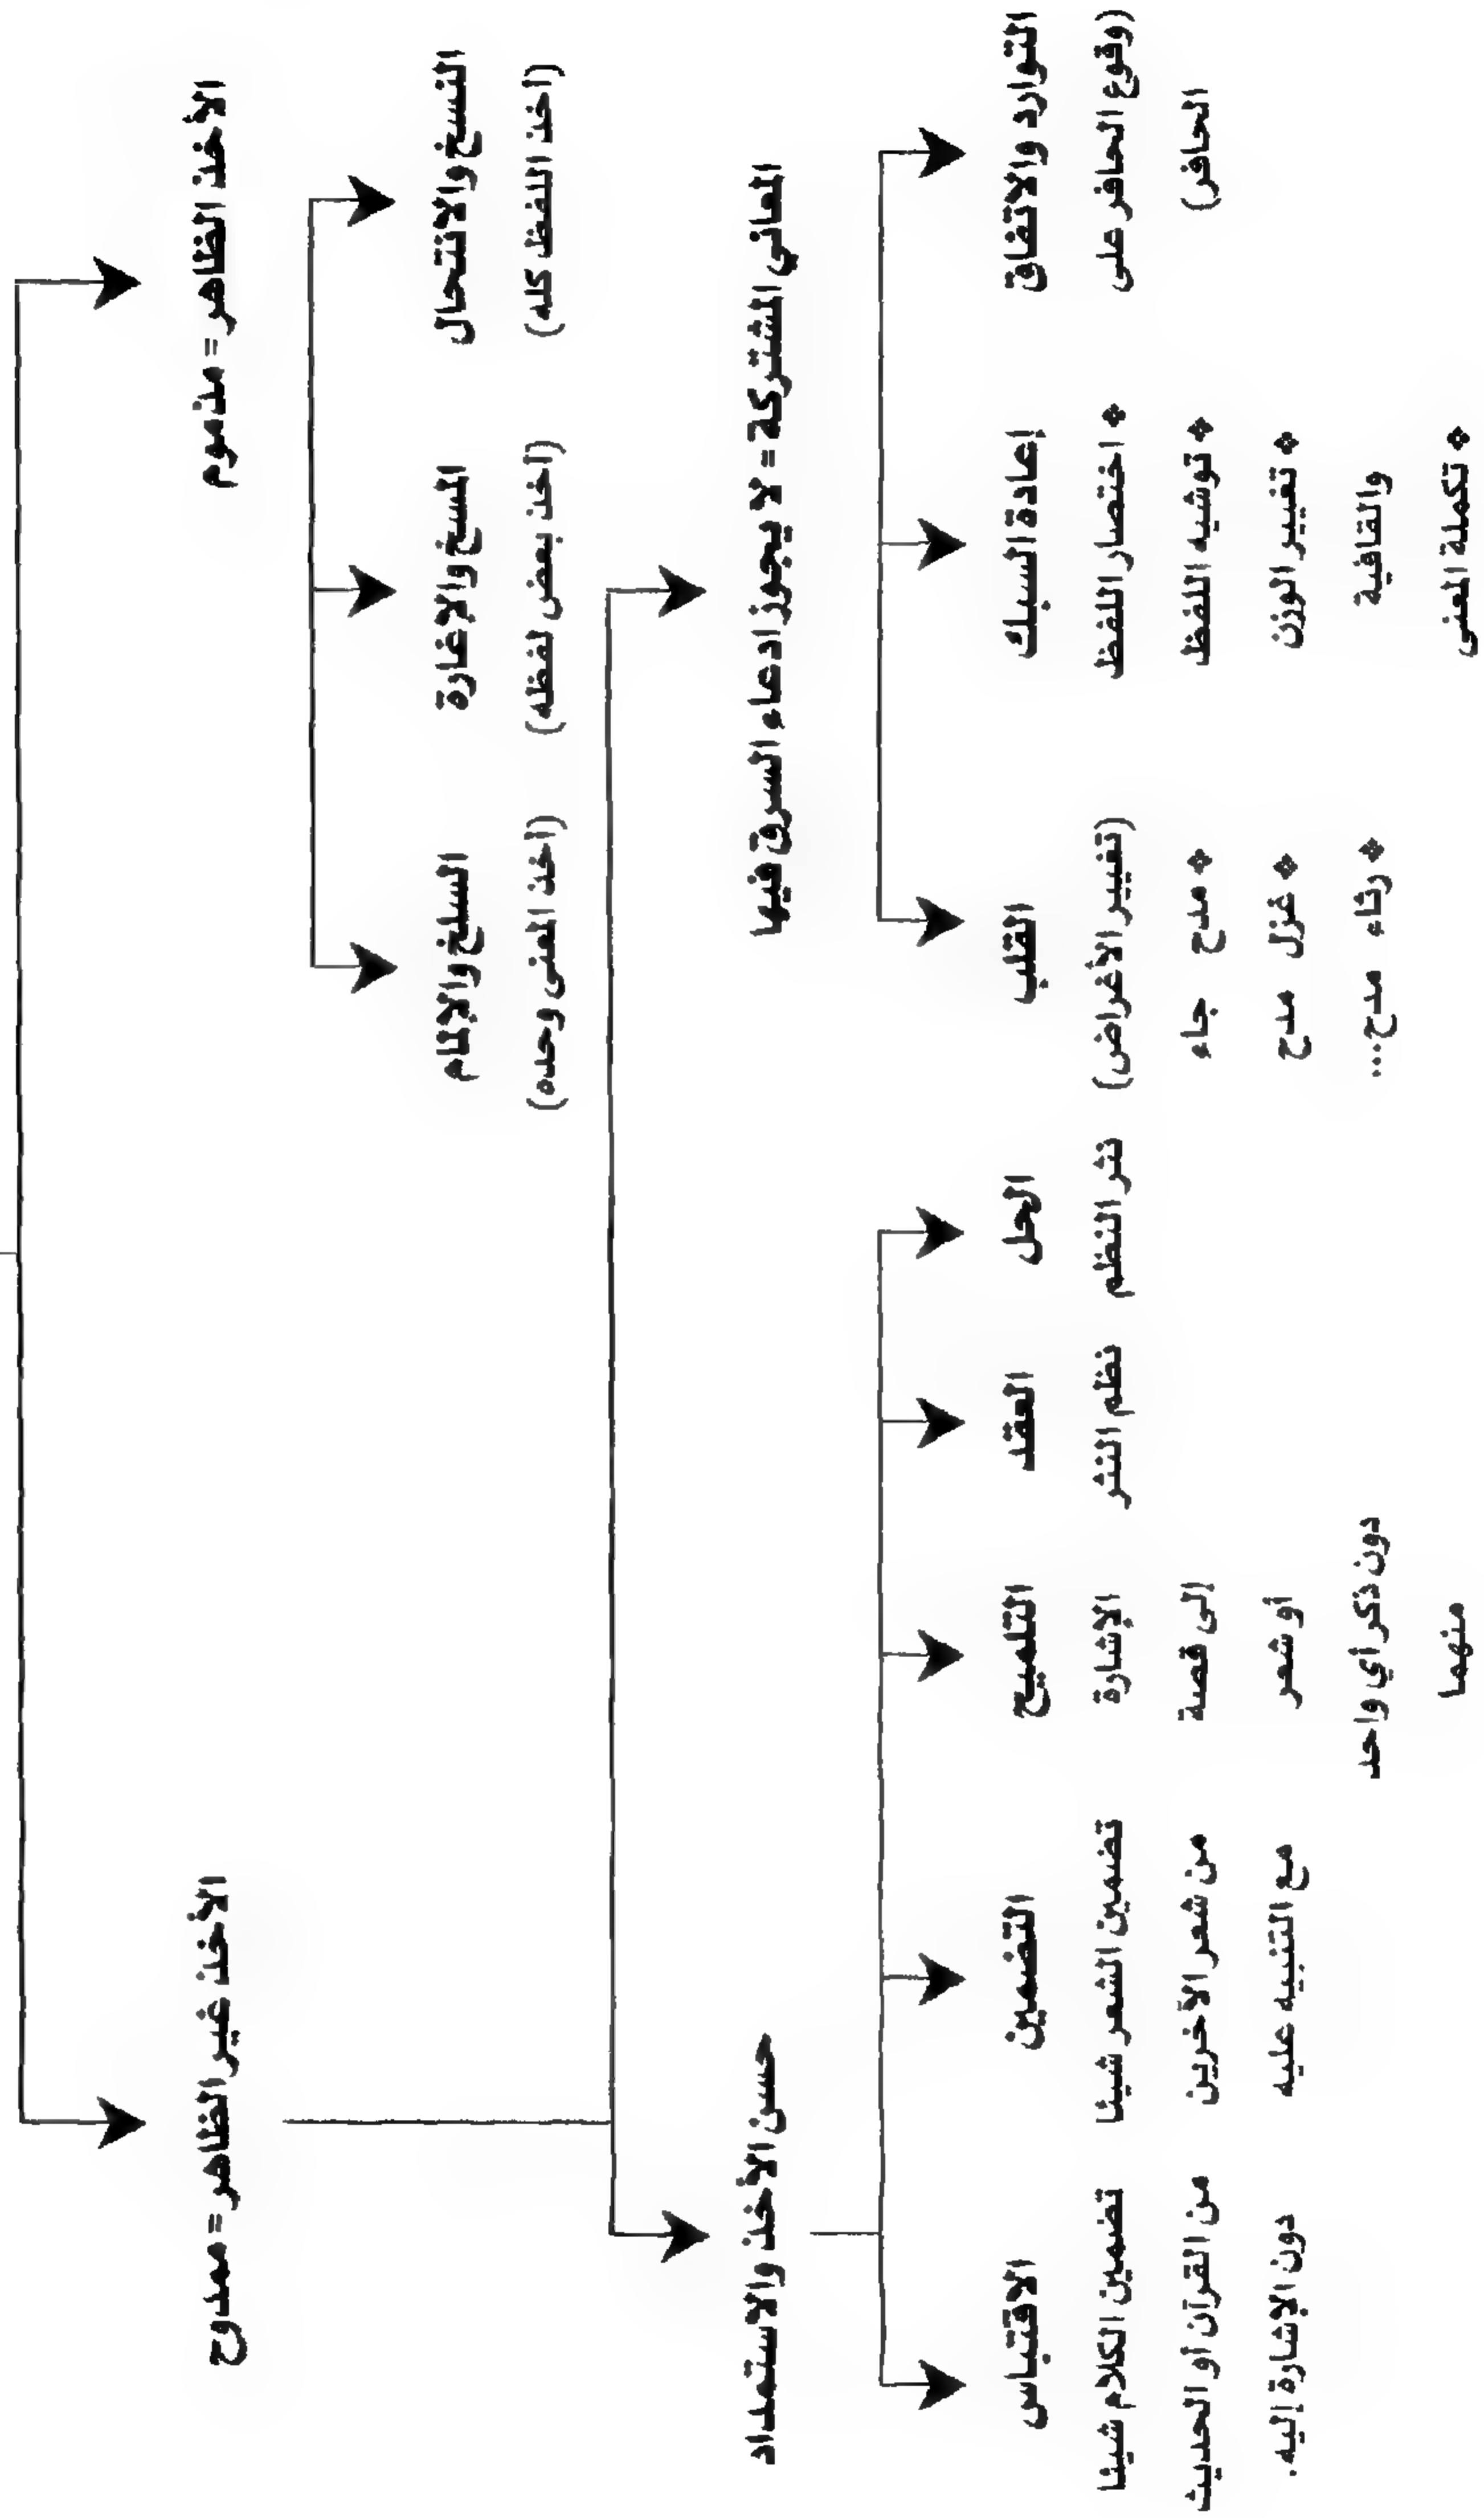 الأخذ الظاهر = مذموم
الأخذ غير الظاهر = ممدوح
النسخ والانتحال
(أخذ اللفظ كله)
المسخ والإغارة
(أخذ بعض لفظه)
السلخ والإلمام
(أخذ المعنى وحده)
المعاني المشتركة = لا يجوز ادعاء السرق فيها
حسن الأخذ والاستمداد
التوارد والاتفاق
(وقوع الحافر على
الحافر)
إعادة السبك
❖ اختصار اللفظ
❖ توشيه اللفظ
❖ تغيير الوزن
والقافية
❖ تكملة المعنى
القلب
(تغيير الأغراض)
❖ مدح هجاء
❖ غزل مدح
❖ رثاء مدح...
الحل
نثر النظم
العقد
نظم النثر
التلميح
الإشارة
إلى قصة
أو شعر
دون ذكر أي واحد
منهما
التضمين
تضمين الشعر شيئا
من شعر الآخرين
مع التنبيه عليه
الاقتباس
تضمين الكلام شيئا
من القرآن أو الحديث
دون الإشارة إليه.